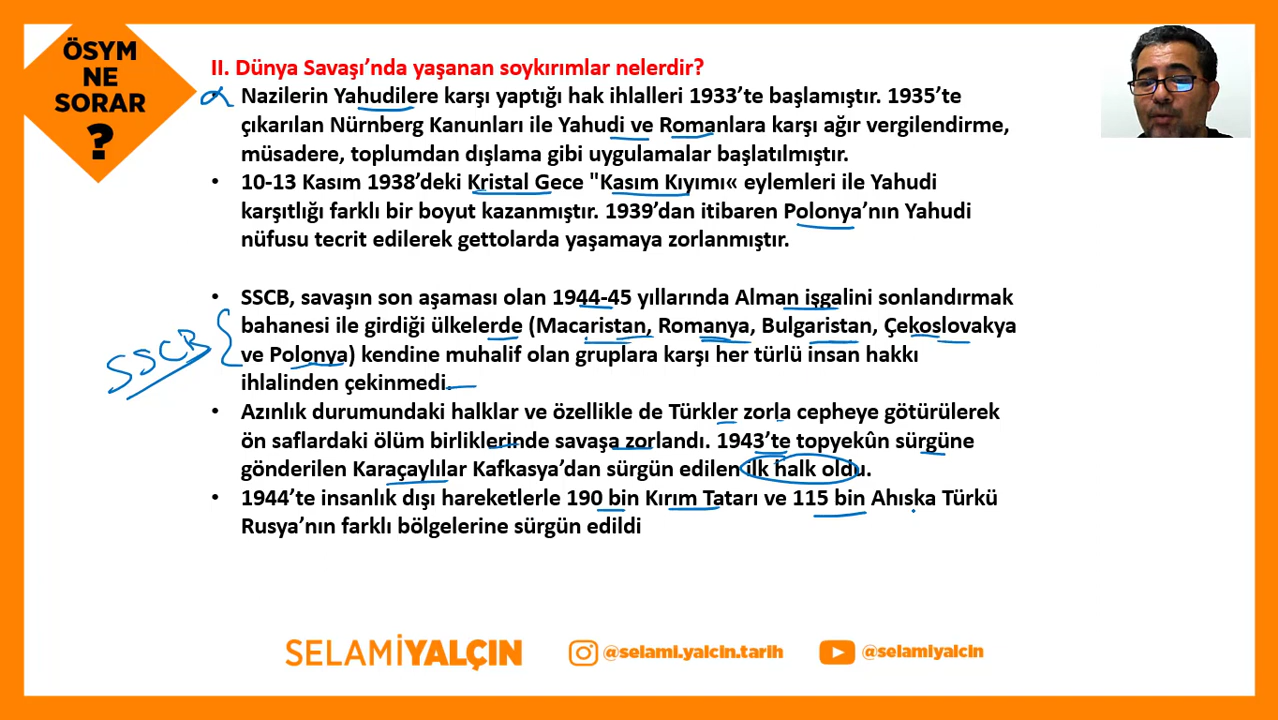 ÖSYM
NE
SORAR
?
II. Dünya Savaşı’nda yaşanan soykırımlar nelerdir?
Nazilerin Yahudilere karşı yaptığı hak ihlalleri 1933’te başlamıştır. 1935’te
çıkarılan Nürnberg Kanunları ile Yahudi ve Romanlara karşı ağır vergilendirme,
müsadere, toplumdan dışlama gibi uygulamalar başlatılmıştır.
• 10-13 Kasım 1938’deki Kristal Gece "Kasım Kıyımı« eylemleri ile Yahudi
karşıtlığı farklı bir boyut kazanmıştır. 1939’dan itibaren Polonya’nın Yahudi
nüfusu tecrit edilerek gettolarda yaşamaya zorlanmıştır.
• SSCB, savaşın son aşaması olan 1944-45 yıllarında Alman işgalini sonlandırmak
bahanesi ile girdiği ülkelerde (Macaristan, Romanya, Bulgaristan, Çekoslovakya
ve Polonya) kendine muhalif olan gruplara karşı her türlü insan hakkı
ihlalinden çekinmedi.
SSCB
• Azınlık durumundaki halklar ve özellikle de Türkler zorla cepheye götürülerek
ön saflardaki ölüm birliklerinde savaşa zorlandı. 1943’te topyekûn sürgüne
gönderilen Karaçaylılar Kafkasya’dan sürgün edilen ilk halk oldu.
• 1944’te insanlık dışı hareketlerle 190 bin Kırım Tatarı ve 115 bin Ahıska Türkü
Rusya’nın farklı bölgelerine sürgün edildi
SELAMİYALÇIN
@selami.yalcin.tarih
@selamiyalcin